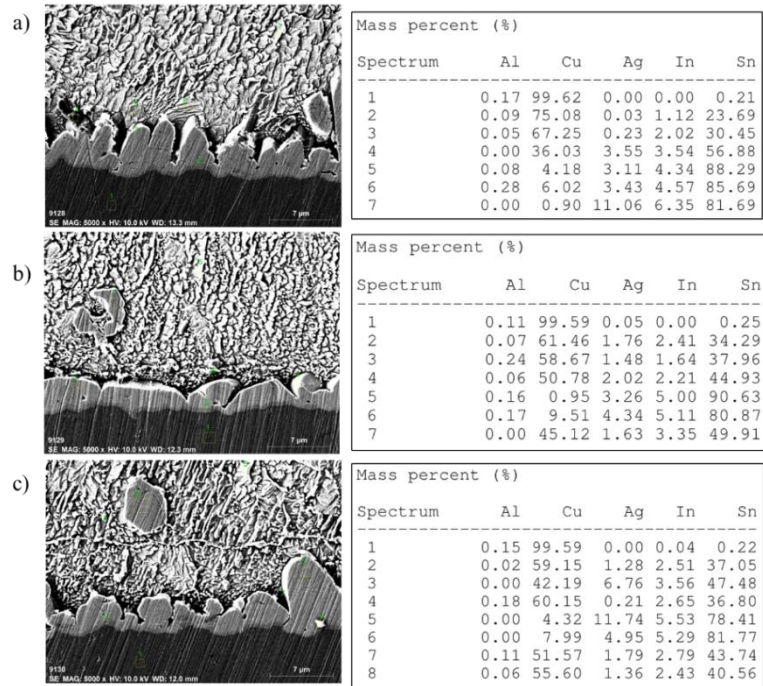 a)
9128
SE MAG: 5000 x HV: 10.0 kV WD: 13.3 mm
7 µm
Mass percent (%)
Spectrum Al Cu Ag In Sn
1 0.17 99.62 0.00 0.00 0.21
2 0.09 75.08 0.03 1.12 23.69
3 0.05 67.25 0.23 2.02 30.45
4 0.00 36.03 3.55 3.54 56.88
5 0.08 4.18 3.11 4.34 88.29
6 0.28 6.02 3.43 4.57 85.69
7 0.00 0.90 11.06 6.35 81.69
b)
9129
SE MAG: 5000 x HV: 10.0 kV WD: 12.3 mm
7 µm
Mass percent (%)
Spectrum Al Cu Ag In Sn
1 0.11 99.59 0.05 0.00 0.25
2 0.07 61.46 1.76 2.41 34.29
3 0.24 58.67 1.48 1.64 37.96
4 0.06 50.78 2.02 2.21 44.93
5 0.16 0.95 3.26 5.00 90.63
6 0.17 9.51 4.34 5.11 80.87
7 0.00 45.12 1.63 3.35 49.91
c)
9130
SE MAG: 5000 x HV: 10.0 kV WD: 12.0 mm
7 µm
Mass percent (%)
Spectrum Al Cu Ag In Sn
1 0.15 99.59 0.00 0.04 0.22
2 0.02 59.15 1.28 2.51 37.05
3 0.00 42.19 6.76 3.56 47.48
4 0.18 60.15 0.21 2.65 36.80
5 0.00 4.32 11.74 5.53 78.41
6 0.00 7.99 4.95 5.29 81.77
7 0.11 51.57 1.79 2.79 43.74
8 0.06 55.60 1.36 2.43 40.56